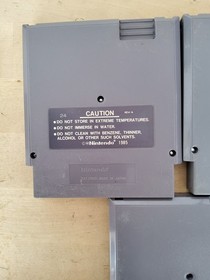 CAUTION
●DO NOT STORE IN EXTREME TEMPERATURES.
●DO NOT IMMERSE IN WATER.
●DO NOT CLEAN WITH BENZENE, THINNER,
ALCOHOL OR OTHER SUCH SOLVENTS.
©Nintendo 1985